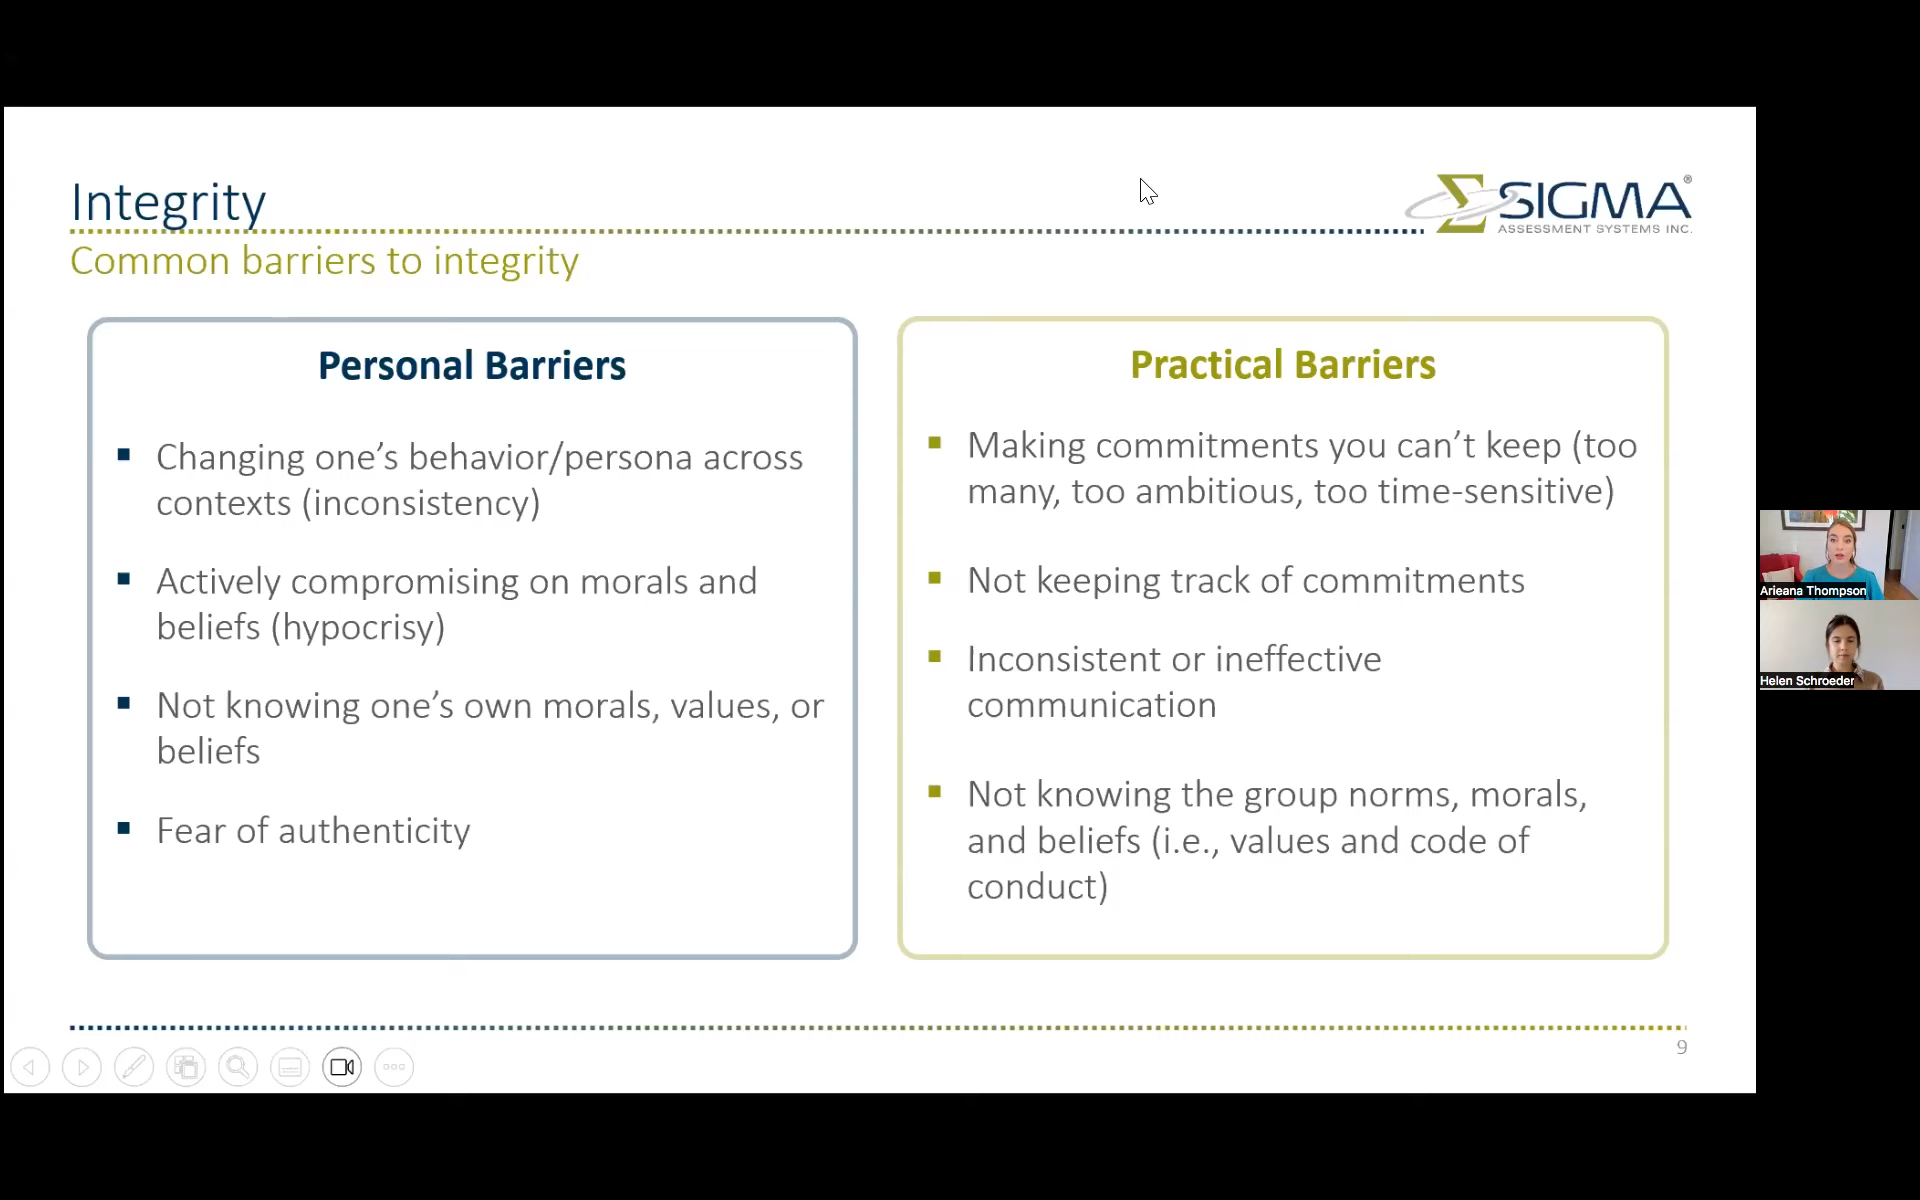 Integrity
SIGMA®
ASSESSMENT SYSTEMS INC.
Common barriers to integrity
Personal Barriers
▪ Changing one’s behavior/persona across
contexts (inconsistency)
▪ Actively compromising on morals and
beliefs (hypocrisy)
▪ Not knowing one’s own morals, values, or
beliefs
▪ Fear of authenticity
Practical Barriers
▪ Making commitments you can’t keep (too
many, too ambitious, too time-sensitive)
▪ Not keeping track of commitments
▪ Inconsistent or ineffective
communication
▪ Not knowing the group norms, morals,
and beliefs (i.e., values and code of
conduct)
9
Arieana Thompson
Helen Schroeder